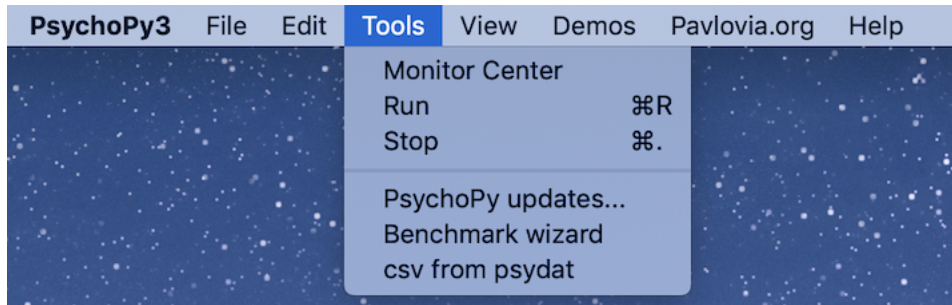 PsychoPy3 File Edit Tools View Demos Pavlovia.org Help
Monitor Center
Run ⌘R
Stop ⌘.
PsychoPy updates...
Benchmark wizard
csv from psydat